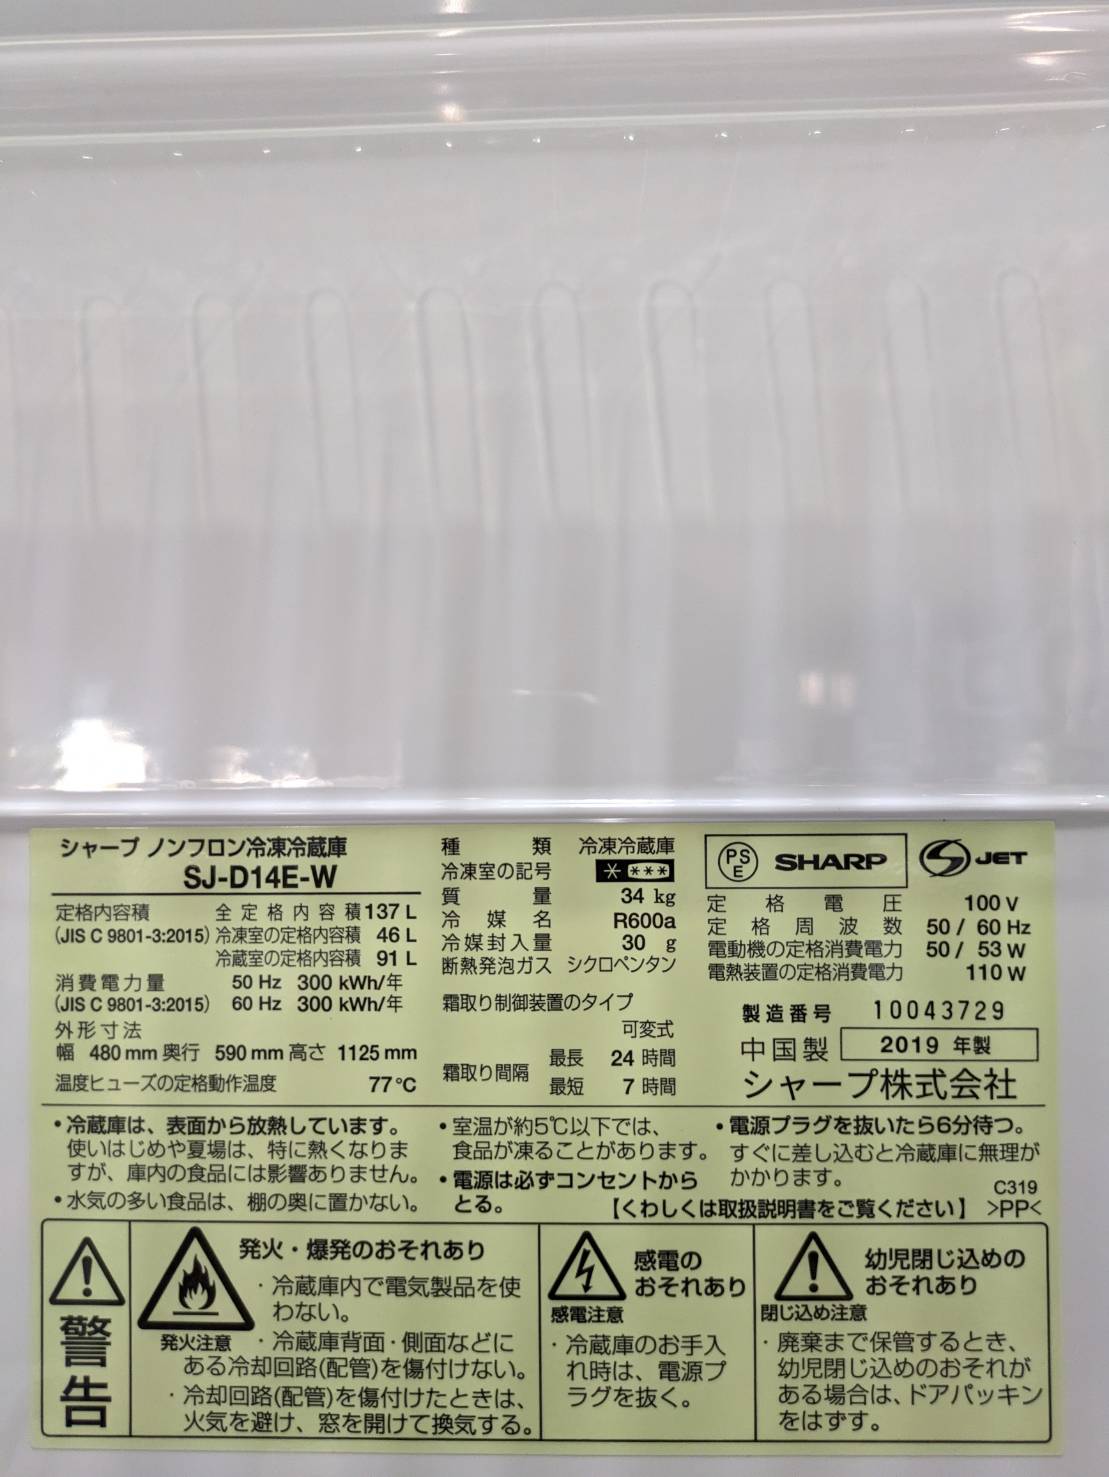 シャープ ノンフロン冷凍冷蔵庫
SJ-D14E-W
定格内容積 全定格内容積 137 L
(JIS C 9801-3:2015) 冷凍室の定格内容積 46 L
冷蔵室の定格内容積 91 L
消費電力量 50 Hz 300 kWh/年
(JIS C 9801-3:2015) 60 Hz 300 kWh/年
外形寸法
幅 480 mm 奥行 590 mm 高さ 1125 mm
温度ヒューズの定格動作温度 77℃
種類 冷凍冷蔵庫
冷凍室の記号
質量 34 kg
冷媒名 R600a
冷媒封入量 30 g
断熱発泡ガス シクロペンタン
霜取り制御装置のタイプ
可変式
霜取り間隔 最長 24 時間
最短 7 時間
PS
E
SHARP
JET
定格電圧 100 V
定格周波数 50 / 60 Hz
電動機の定格消費電力 50 / 53 W
電熱装置の定格消費電力 110 W
製造番号 10043729
中国製 2019 年製
シャープ株式会社
・冷蔵庫は、表面から放熱しています。
使いはじめや夏場は、特に熱くなりま
すが、庫内の食品には影響ありません。
・水気の多い食品は、棚の奥に置かない。
・室温が約5℃以下では、
食品が凍ることがあります。
・電源は必ずコンセントから
とる。
・電源プラグを抜いたら6分待つ。
すぐに差し込むと冷蔵庫に無理が
かかります。
C319
【くわしくは取扱説明書をご覧ください】 >PP<
警告
発火・爆発のおそれあり
発火注意
・冷蔵庫内で電気製品を使
わない。
・冷蔵庫背面・側面などに
ある冷却回路(配管)を傷付けない。
・冷却回路(配管)を傷付けたときは、
火気を避け、窓を開けて換気する。
感電の
おそれあり
感電注意
・冷蔵庫のお手入
れ時は、電源プ
ラグを抜く。
幼児閉じ込めの
おそれあり
閉じ込め注意
・廃棄まで保管するとき、
幼児閉じ込めのおそれが
ある場合は、ドアパッキン
をはずす。